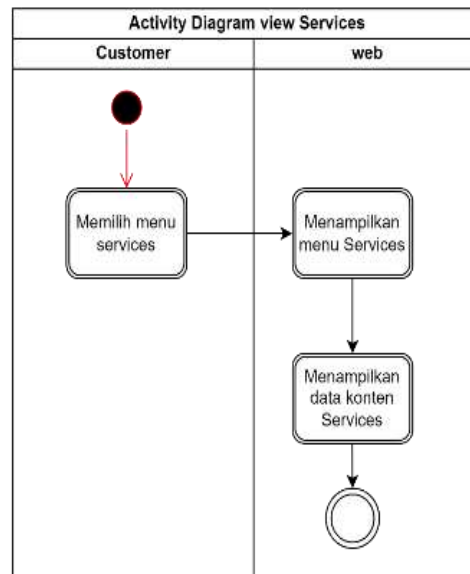 Activity Diagram view Services
Customer
web
Memilih menu
services
Menampilkan
menu Services
Menampilkan
data konten
Services